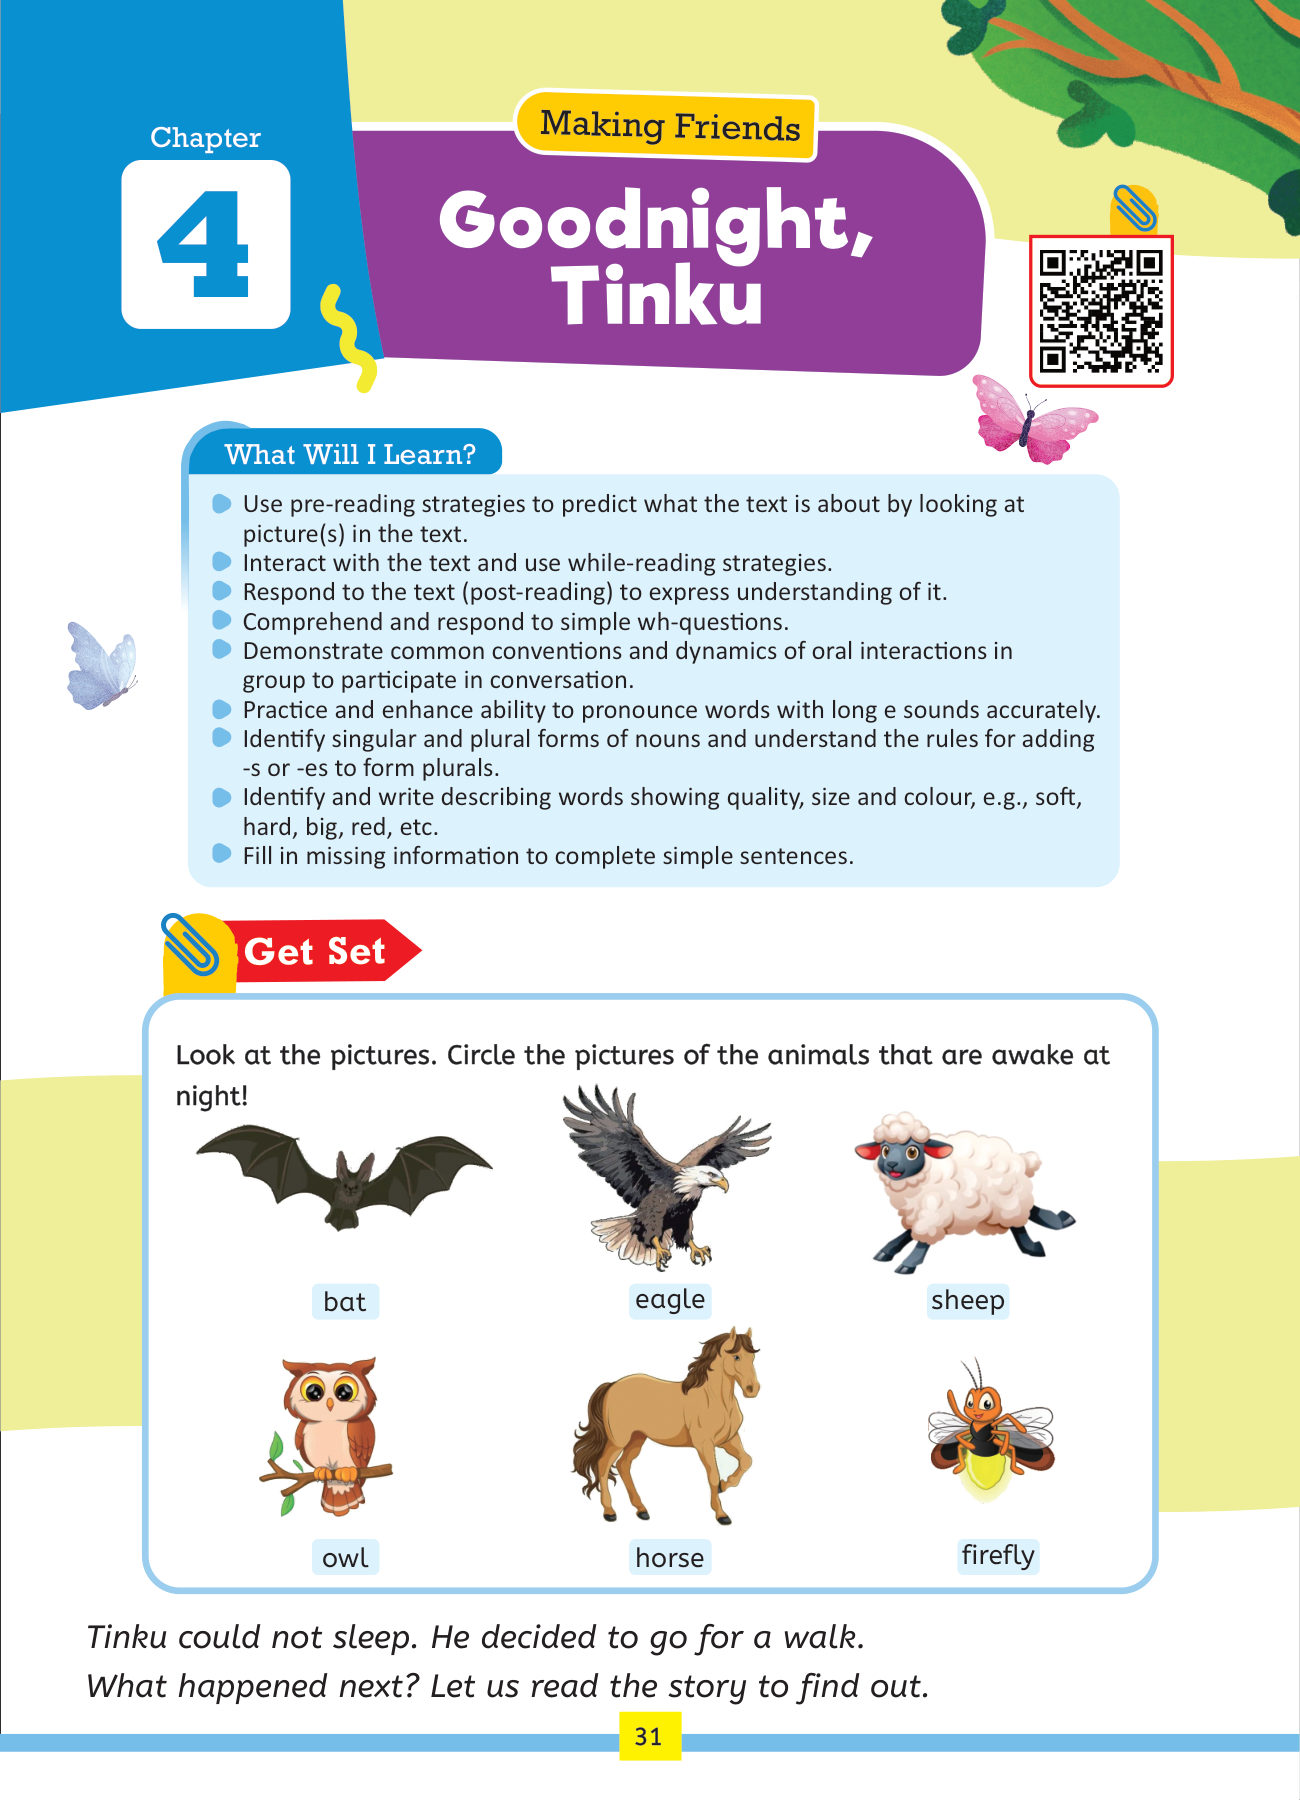 Chapter
4
Making Friends
Goodnight,
Tinku
What Will I Learn?
Use pre-reading strategies to predict what the text is about by looking at
picture(s) in the text.
Interact with the text and use while-reading strategies.
Respond to the text (post-reading) to express understanding of it.
Comprehend and respond to simple wh-questions.
Demonstrate common conventions and dynamics of oral interactions in
group to participate in conversation.
Practice and enhance ability to pronounce words with long e sounds accurately.
Identify singular and plural forms of nouns and understand the rules for adding
-s or -es to form plurals.
Identify and write describing words showing quality, size and colour, e.g., soft,
hard, big, red, etc.
Fill in missing information to complete simple sentences.
Get Set
Look at the pictures. Circle the pictures of the animals that are awake at
night!
bat
eagle
sheep
owl
horse
firefly
Tinku could not sleep. He decided to go for a walk.
What happened next? Let us read the story to find out.
31